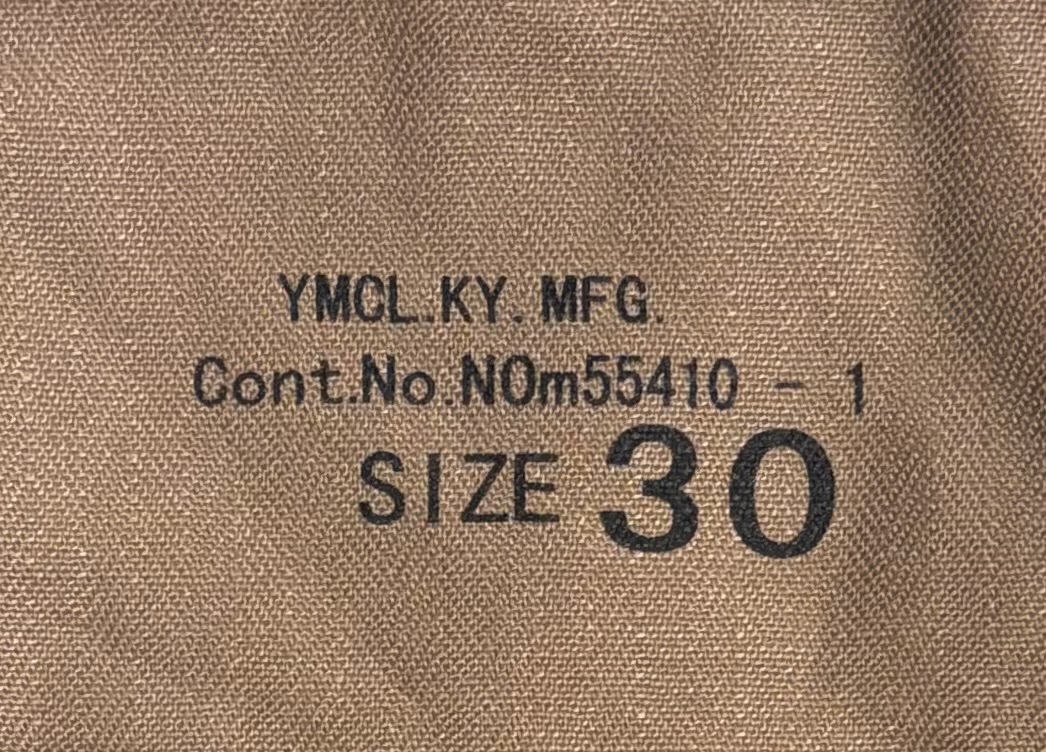 YMCL.KY.MFG.
Cont.No.NOm55410 - 1
SIZE 30